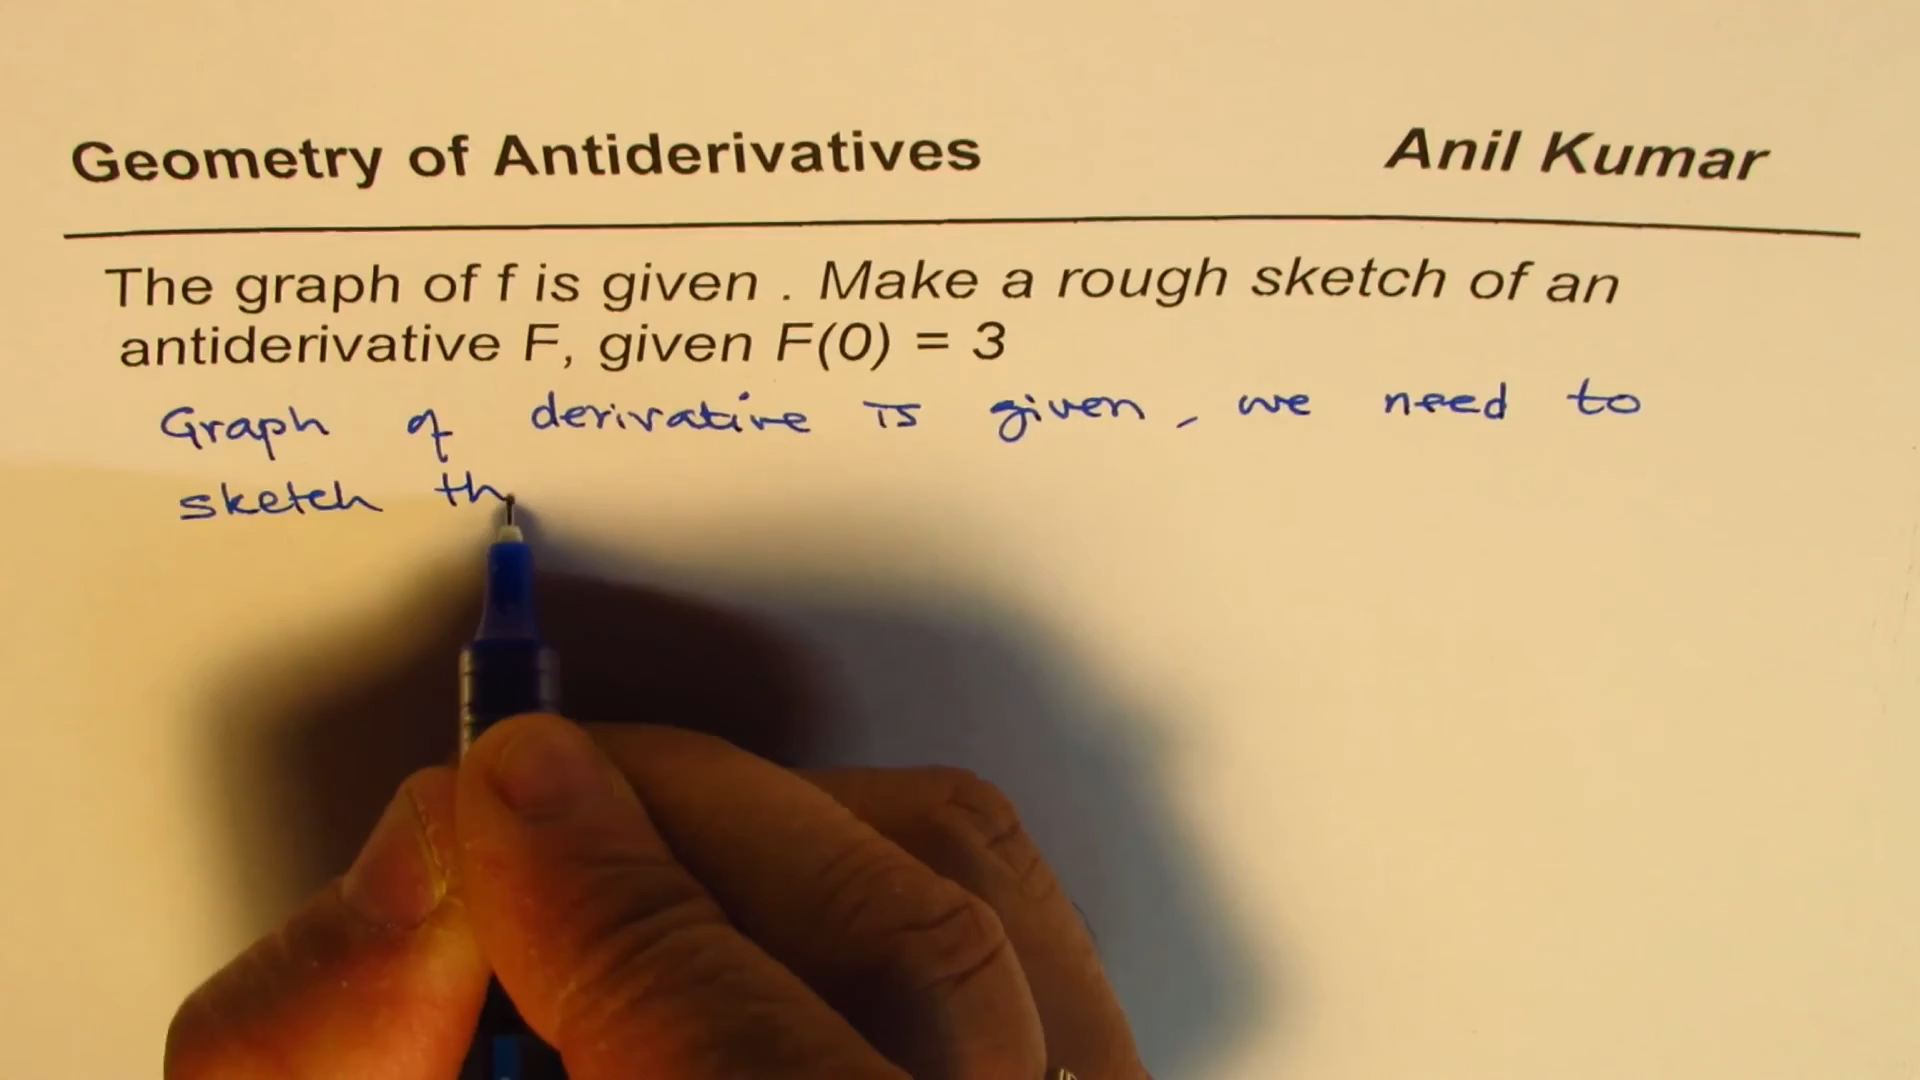 Geometry of Antiderivatives Anil Kumar
The graph of f is given . Make a rough sketch of an
antiderivative F, given F(0) = 3
Graph of derivative is given, we need to
sketch th